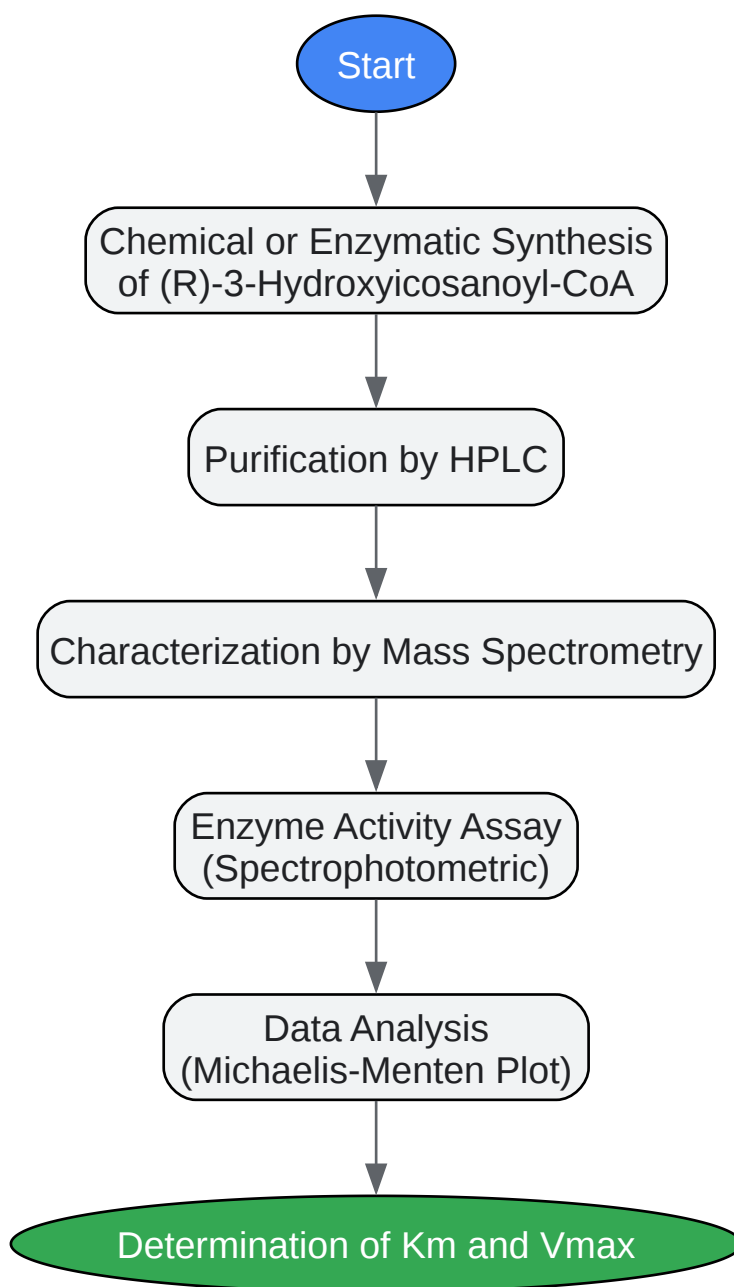 Start
Chemical or Enzymatic Synthesis
of (R)-3-Hydroxyicosanoyl-CoA
Purification by HPLC
Characterization by Mass Spectrometry
Enzyme Activity Assay
(Spectrophotometric)
Data Analysis
(Michaelis-Menten Plot)
Determination of Km and Vmax